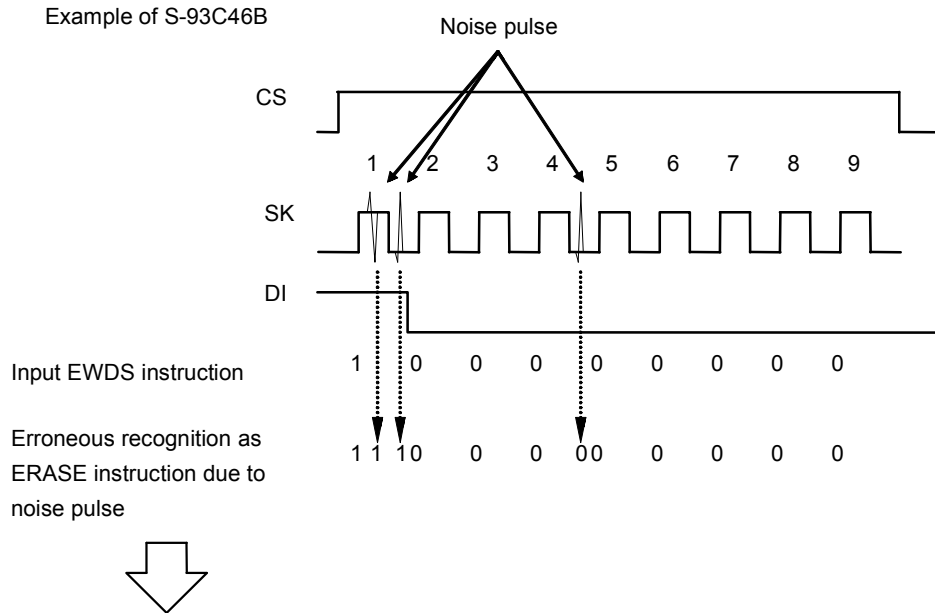 Example of S-93C46B
Noise pulse
CS
1 2 3 4 5 6 7 8 9
SK
DI
Input EWDS instruction 1 0 0 0 0 0 0 0 0
Erroneous recognition as
1 1 1 0 0 0 0 0 0 0 0 0
ERASE instruction due to
noise pulse